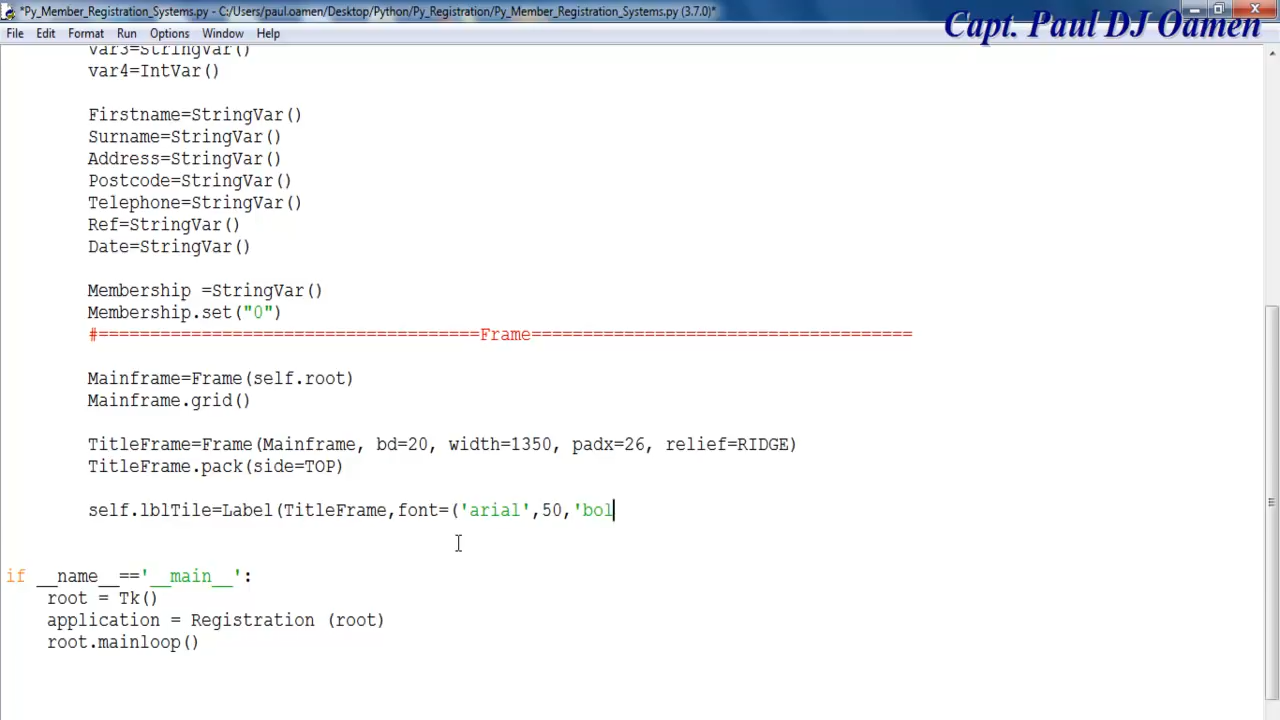 *Py_Member_Registration_Systems.py - C:/Users/paul.oamen/Desktop/Python/Py_Registration/Py_Member_Registration_Systems.py (3.7.0)*
Capt. Paul DJ Oamen
File Edit Format Run Options Window Help
var3=StringVar()
var4=IntVar()
Firstname=StringVar()
Surname=StringVar()
Address=StringVar()
Postcode=StringVar()
Telephone=StringVar()
Ref=StringVar()
Date=StringVar()
Membership =StringVar()
Membership.set("0")
#=====================================Frame=====================================
Mainframe=Frame(self.root)
Mainframe.grid()
TitleFrame=Frame(Mainframe, bd=20, width=1350, padx=26, relief=RIDGE)
TitleFrame.pack(side=TOP)
self.lblTile=Label(TitleFrame,font=('arial',50,'bol
if __name__=='__main__':
root = Tk()
application = Registration (root)
root.mainloop()